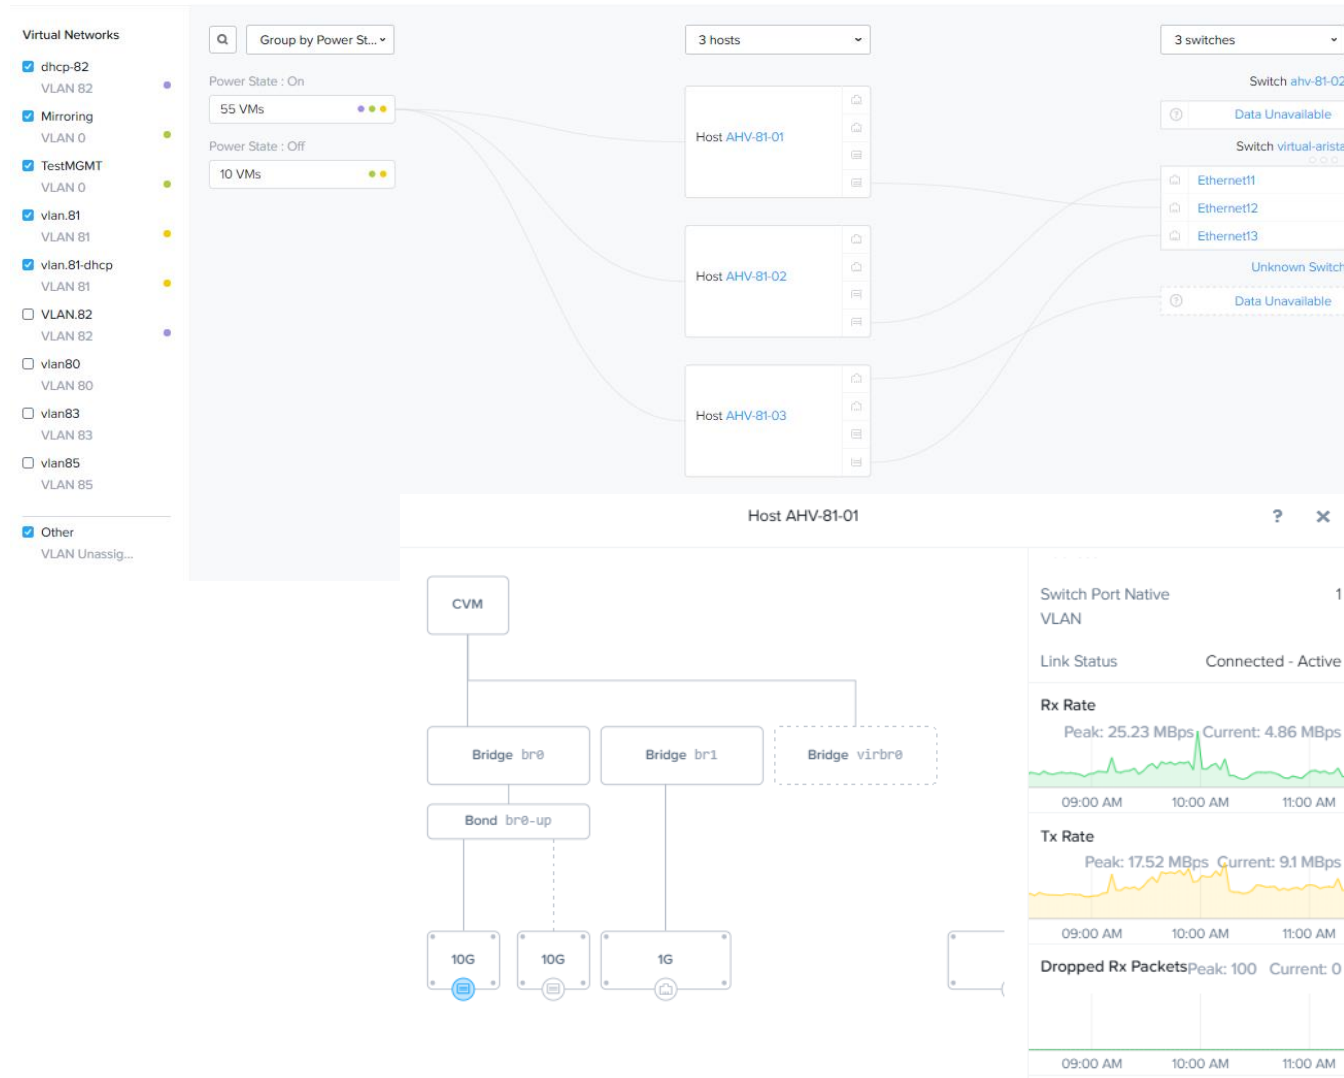 Virtual Networks
dhcp-82
VLAN 82
Mirroring
VLAN 0
TestMGMT
VLAN 0
vlan.81
VLAN 81
vlan.81-dhcp
VLAN 81
VLAN.82
VLAN 82
vlan80
VLAN 80
vlan83
VLAN 83
vlan85
VLAN 85
Other
VLAN Unassig...
Group by Power St...
Power State : On
55 VMs
Power State : Off
10 VMs
3 hosts
Host AHV-81-01
Host AHV-81-02
Host AHV-81-03
3 switches
Switch ahv-81-02
? Data Unavailable
Switch virtual-arista
Ethernet11
Ethernet12
Ethernet13
Unknown Switch
? Data Unavailable
Host AHV-81-01
?
CVM
Bridge br0
Bridge br1
Bridge virbr0
Bond br0-up
10G
10G
1G
Switch Port Native 1
VLAN
Link Status Connected - Active
Rx Rate
Peak: 25.23 MBps Current: 4.86 MBps
09:00 AM 10:00 AM 11:00 AM
Tx Rate
Peak: 17.52 MBps Current: 9.1 MBps
09:00 AM 10:00 AM 11:00 AM
Dropped Rx Packets Peak: 100 Current: 0
09:00 AM 10:00 AM 11:00 AM